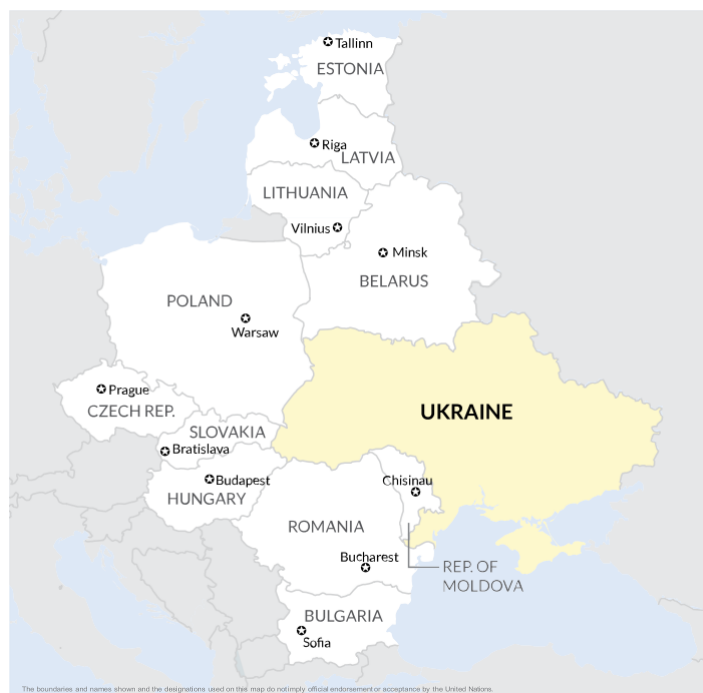 Tallinn
ESTONIA
Riga
LATVIA
LITHUANIA
Vilnius
Minsk
BELARUS
POLAND
Warsaw
Prague
CZECH REP.
UKRAINE
SLOVAKIA
Bratislava
Budapest
HUNGARY
Chisinau
ROMANIA
Bucharest
REP. OF
MOLDOVA
BULGARIA
Sofia
The boundaries and names shown and the designations used on this map do not imply official endorsement or acceptance by the United Nations.